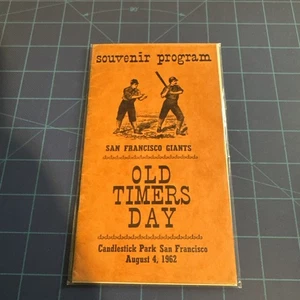 souvenir program
SAN FRANCISCO GIANTS
OLD
TIMERS
DAY
Candlestick Park San Francisco
August 4, 1962